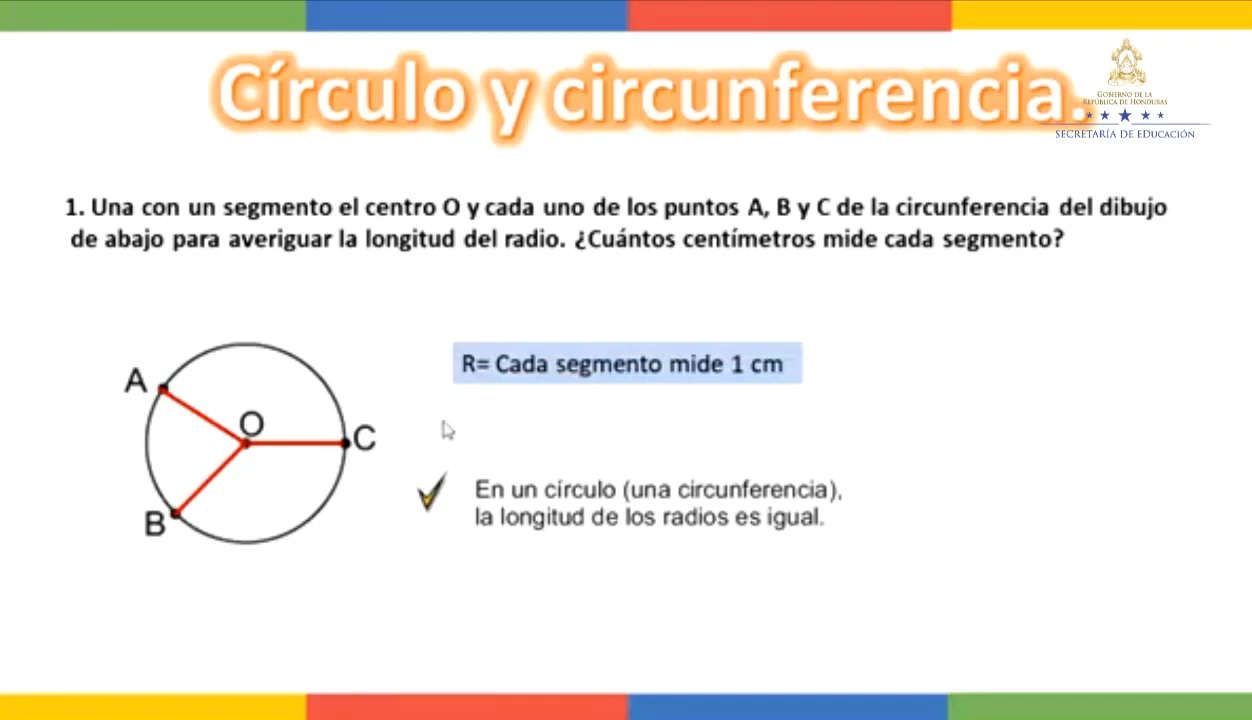 Círculo y circunferencia.
GOBIERNO DE LA
REPÚBLICA DE HONDURAS
SECRETARÍA DE EDUCACIÓN
1. Una con un segmento el centro O y cada uno de los puntos A, B y C de la circunferencia del dibujo
de abajo para averiguar la longitud del radio. ¿Cuántos centímetros mide cada segmento?
R= Cada segmento mide 1 cm
A
O
C
B
En un círculo (una circunferencia),
la longitud de los radios es igual.